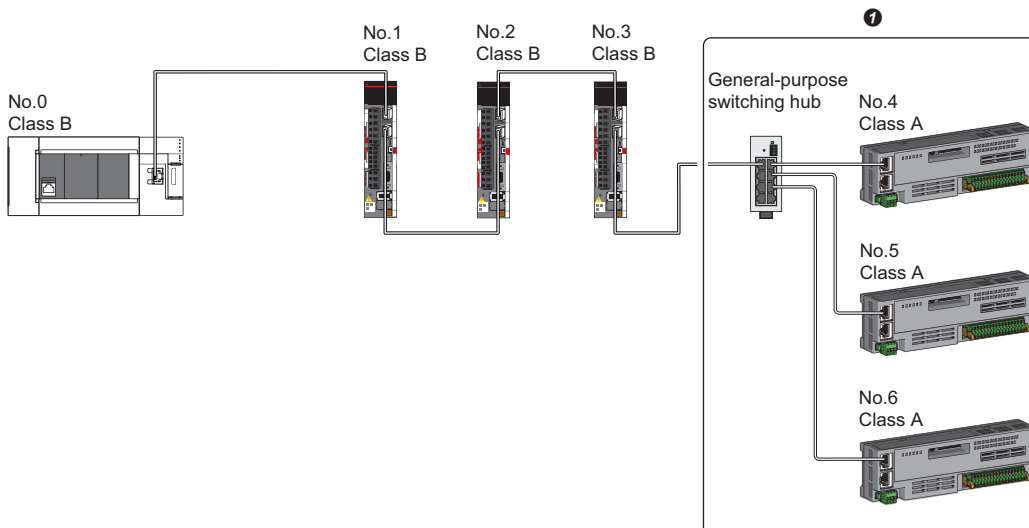 ❶
No.1
Class B
No.2
Class B
No.3
Class B
General-purpose
switching hub
No.0
Class B
No.4
Class A
No.5
Class A
No.6
Class A